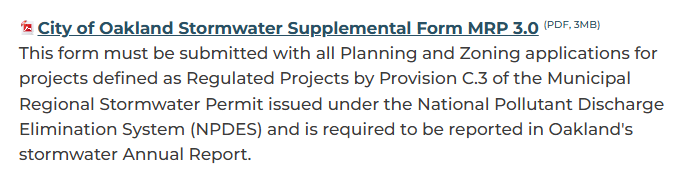 City of Oakland Stormwater Supplemental Form MRP 3.0 (PDF, 3MB)
This form must be submitted with all Planning and Zoning applications for
projects defined as Regulated Projects by Provision C.3 of the Municipal
Regional Stormwater Permit issued under the National Pollutant Discharge
Elimination System (NPDES) and is required to be reported in Oakland's
stormwater Annual Report.